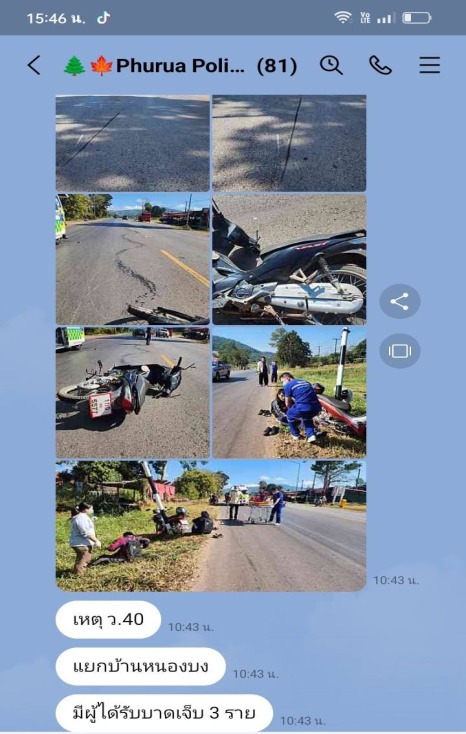 15:46 น.
Phurua Poli... (81)
10:43 น.
เหตุ ว.40
10:43 น.
แยกบ้านหนองบง
10:43 น.
มีผู้ได้รับบาดเจ็บ 3 ราย
10:43 น.